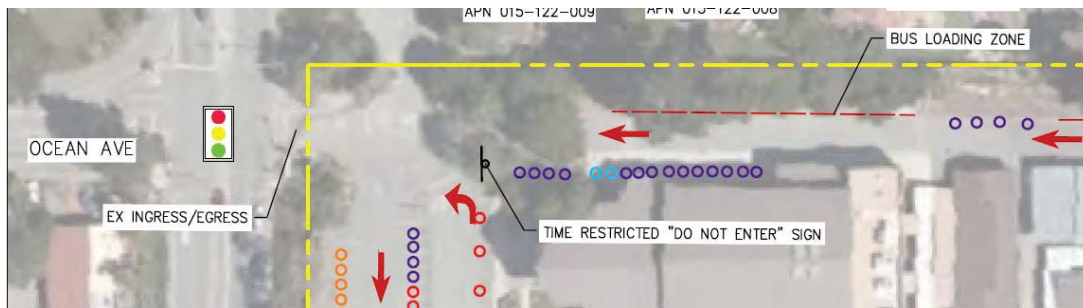 APN 015-122-009
APN 015-122-008
BUS LOADING ZONE
OCEAN AVE
EX INGRESS/EGRESS
TIME RESTRICTED "DO NOT ENTER" SIGN